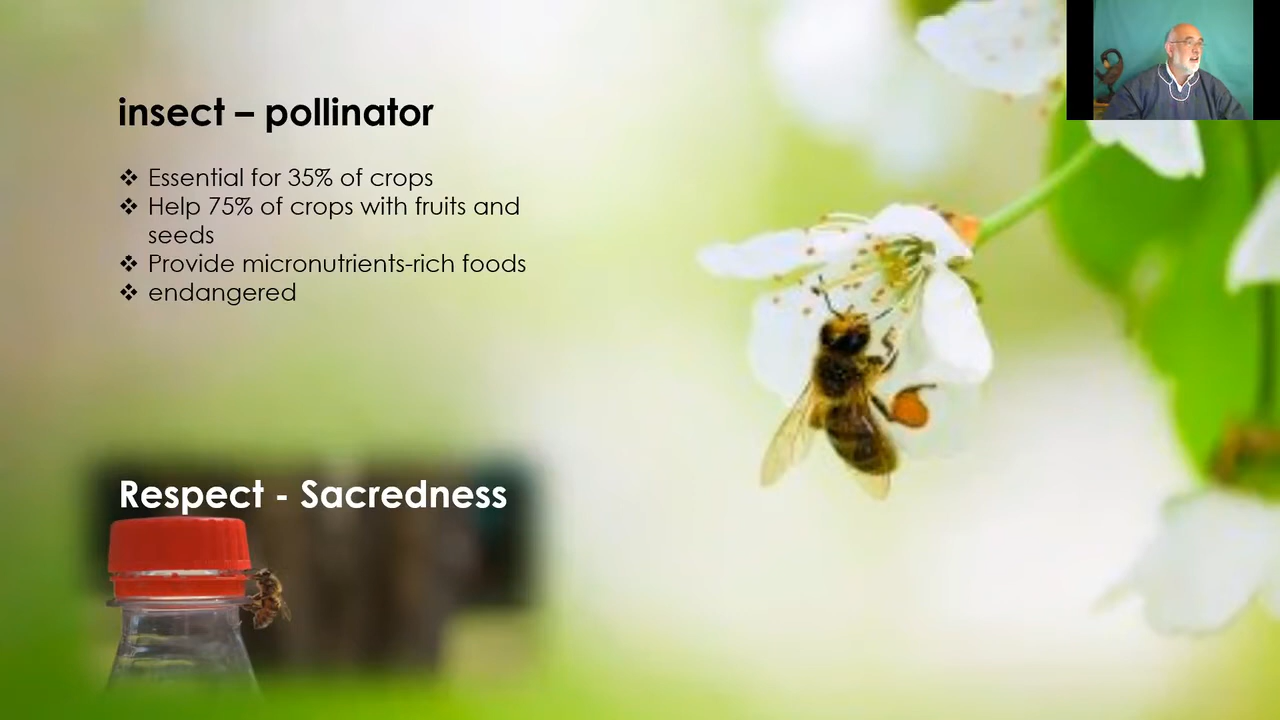 insect – pollinator
❖ Essential for 35% of crops
❖ Help 75% of crops with fruits and
seeds
❖ Provide micronutrients-rich foods
❖ endangered
Respect - Sacredness